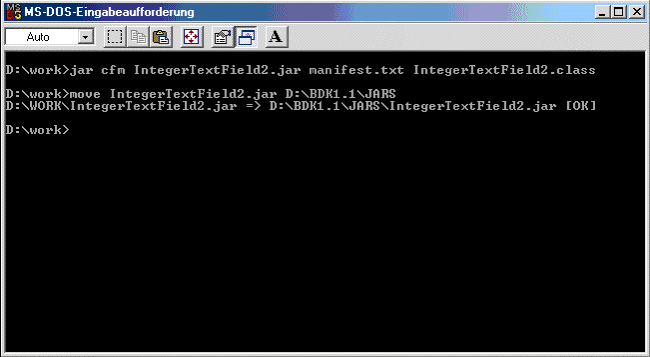 MS-DOS-Eingabeaufforderung
Auto
A
D:\work>jar cfm IntegerTextField2.jar manifest.txt IntegerTextField2.class
D:\work>move IntegerTextField2.jar D:\BDK1.1\JARS
D:\WORK\IntegerTextField2.jar => D:\BDK1.1\JARS\IntegerTextField2.jar [OK]
D:\work>